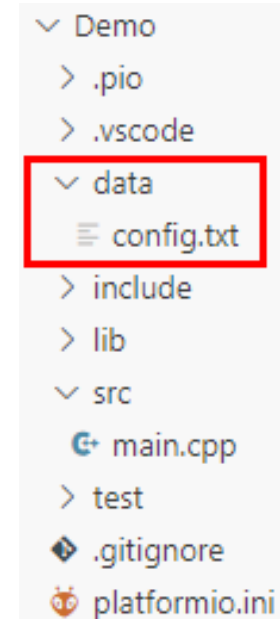 Demo
.pio
.vscode
data
config.txt
include
lib
src
main.cpp
test
.gitignore
platformio.ini